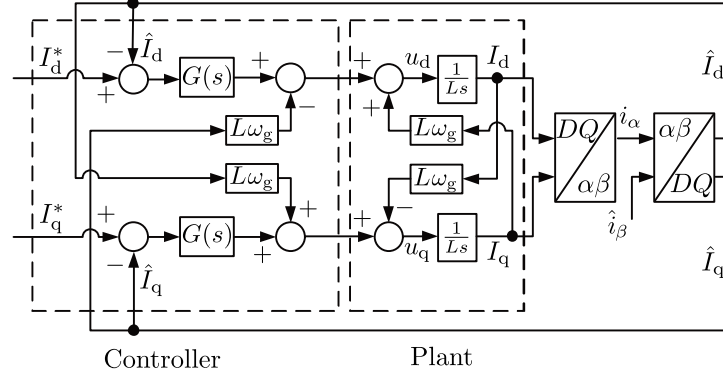 − Î_d Î_d
I_d^* + G(s) + + u_d 1/Ls I_d
− + i_α
Lω_g Lω_g DQ αβ
Lω_g Lω_g αβ DQ
I_q^* + + + − î_β
G(s) + u_q 1/Ls I_q
− Î_q Î_q
Controller Plant